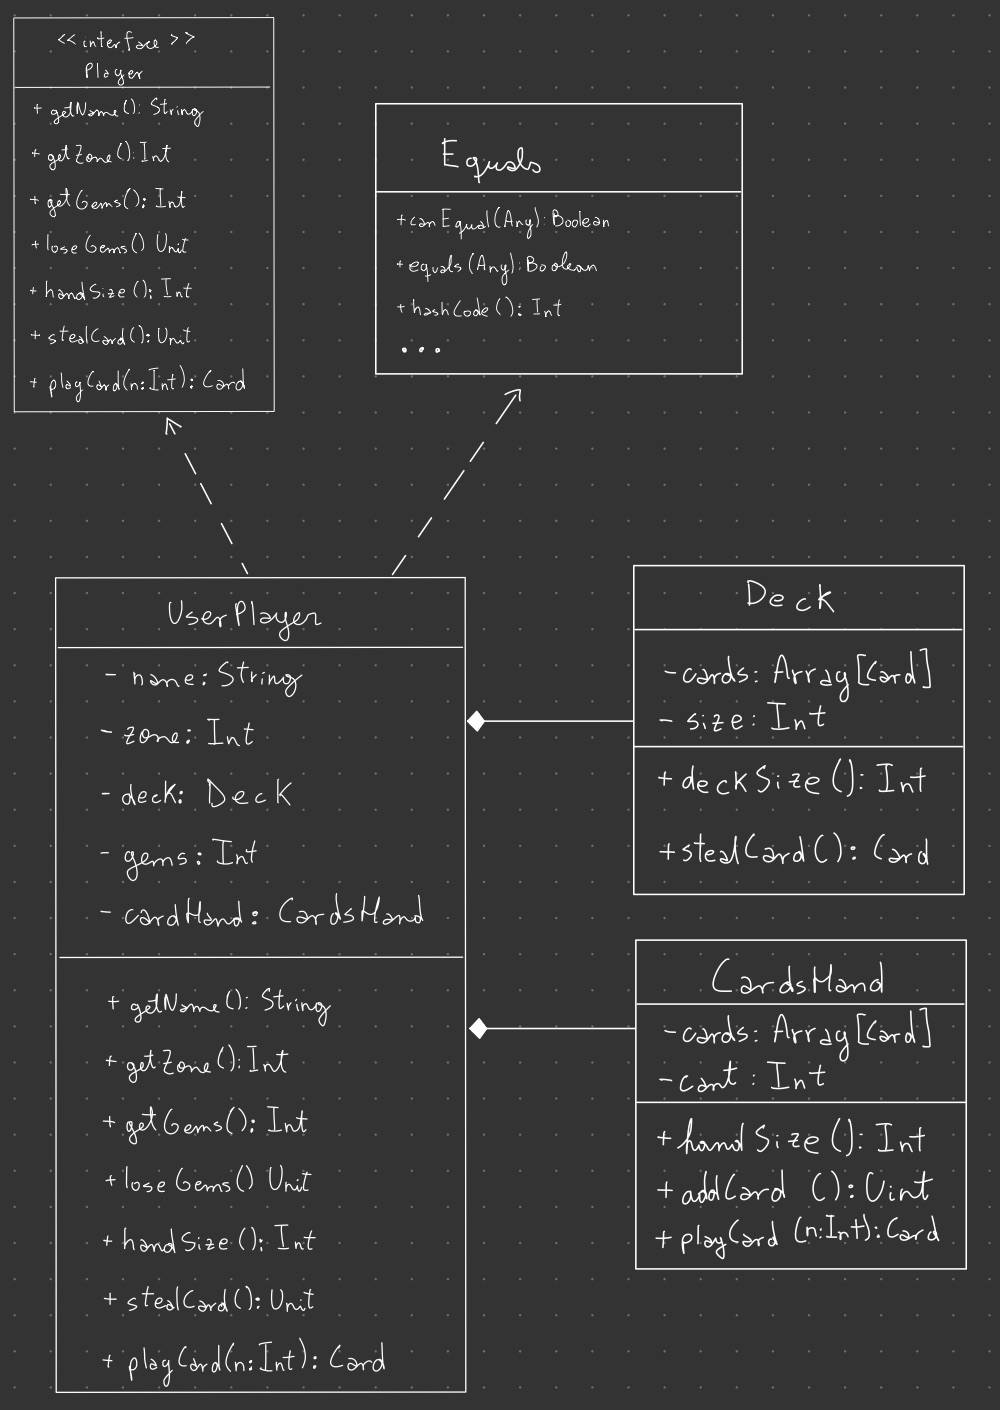 << interface >>
Player
+ getName(): String
+ getZone(): Int
+ getGems(): Int
+ loseGems() Unit
+ handSize(): Int
+ stealCard(): Unit
+ playCard(n:Int): Card
Equals
+ canEqual(Any): Boolean
+ equals(Any): Boolean
+ hashCode(): Int
...
UserPlayer
- name: String
- zone: Int
- deck: Deck
- gems: Int
- cardHand: CardsHand
+ getName(): String
+ getZone(): Int
+ getGems(): Int
+ loseGems() Unit
+ handSize(): Int
+ stealCard(): Unit
+ playCard(n:Int): Card
Deck
- cards: Array[Card]
- size: Int
+ deckSize(): Int
+ stealCard(): Card
CardsHand
- cards: Array[Card]
- cant: Int
+ handSize(): Int
+ addCard (): Uint
+ playCard (n:Int): Card